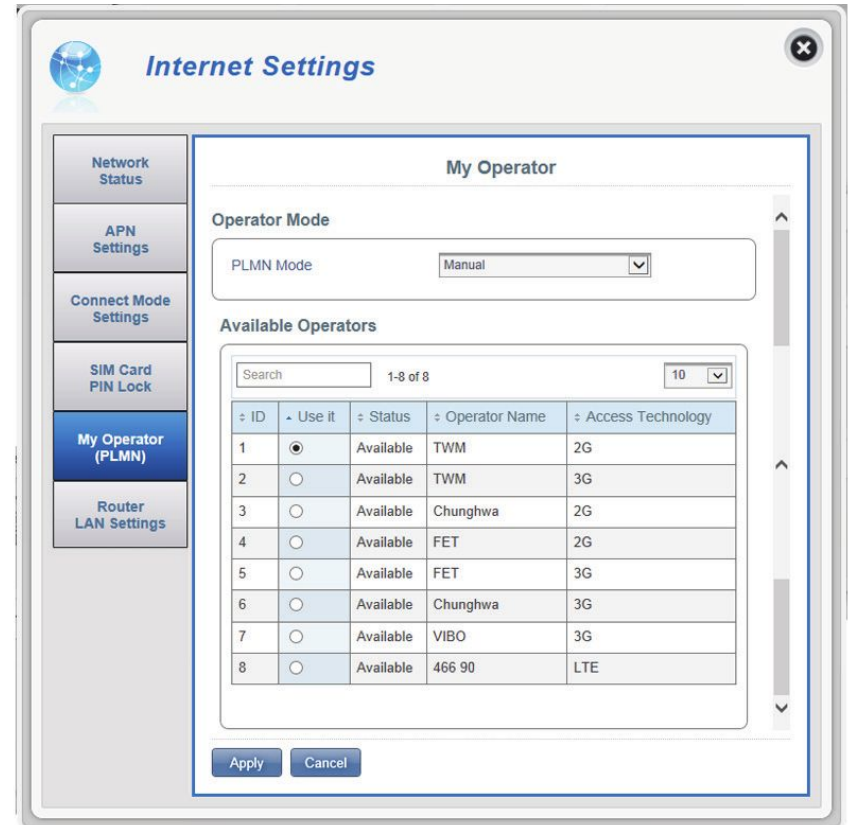 Internet Settings
Network
Status
APN
Settings
Connect Mode
Settings
SIM Card
PIN Lock
My Operator
(PLMN)
Router
LAN Settings
My Operator
Operator Mode
PLMN Mode Manual
Available Operators
Search 1-8 of 8 10
ID Use it Status Operator Name Access Technology
1 Available TWM 2G
2 Available TWM 3G
3 Available Chunghwa 2G
4 Available FET 2G
5 Available FET 3G
6 Available Chunghwa 3G
7 Available VIBO 3G
8 Available 466 90 LTE
Apply Cancel